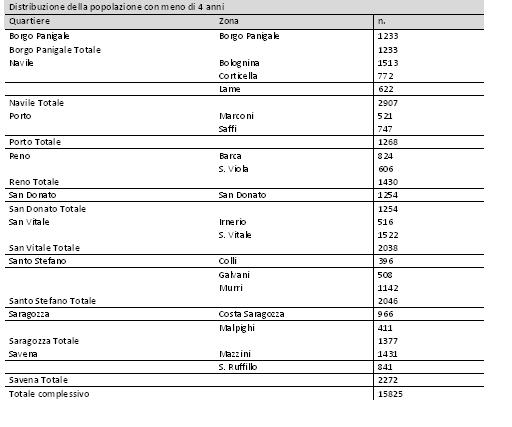 Distribuzione della popolazione con meno di 4 anni
Quartiere Zona n.
Borgo Panigale Borgo Panigale 1233
Borgo Panigale Totale 1233
Navile Bolognina 1513
Corticella 772
Lame 622
Navile Totale 2907
Porto Marconi 521
Saffi 747
Porto Totale 1268
Reno Barca 824
S. Viola 606
Reno Totale 1430
San Donato San Donato 1254
San Donato Totale 1254
San Vitale Irnerio 516
S. Vitale 1522
San Vitale Totale 2038
Santo Stefano Colli 396
Galvani 508
Murri 1142
Santo Stefano Totale 2046
Saragozza Costa Saragozza 966
Malpighi 411
Saragozza Totale 1377
Savena Mazzini 1431
S. Ruffillo 841
Savena Totale 2272
Totale complessivo 15825